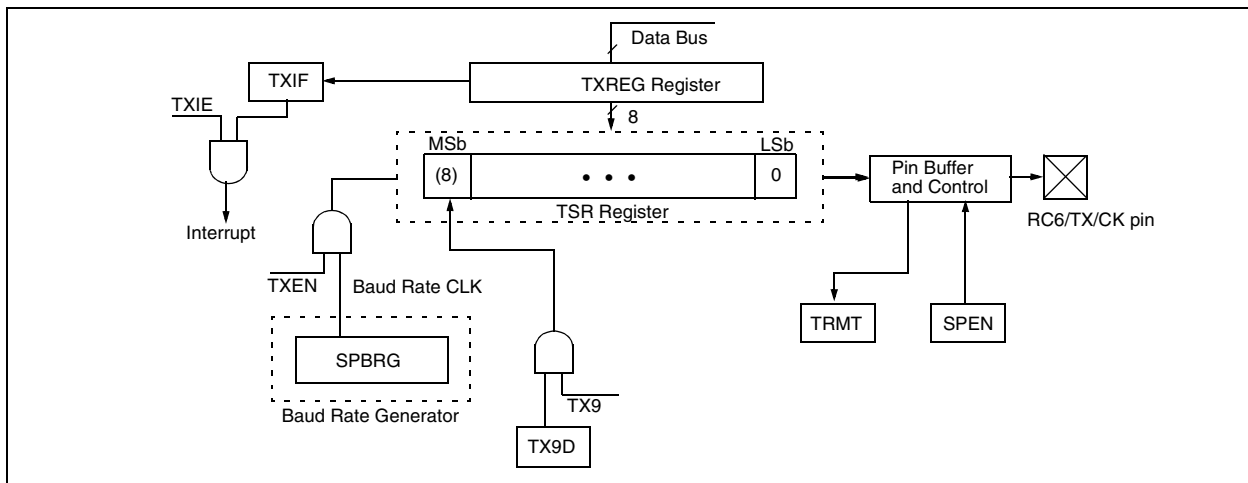 Data Bus
TXIF
TXREG Register
TXIE
8
MSb
LSb
(8)
• • •
0
Pin Buffer
and Control
TSR Register
Interrupt
RC6/TX/CK pin
TXEN
Baud Rate CLK
TRMT
SPEN
SPBRG
TX9
Baud Rate Generator
TX9D